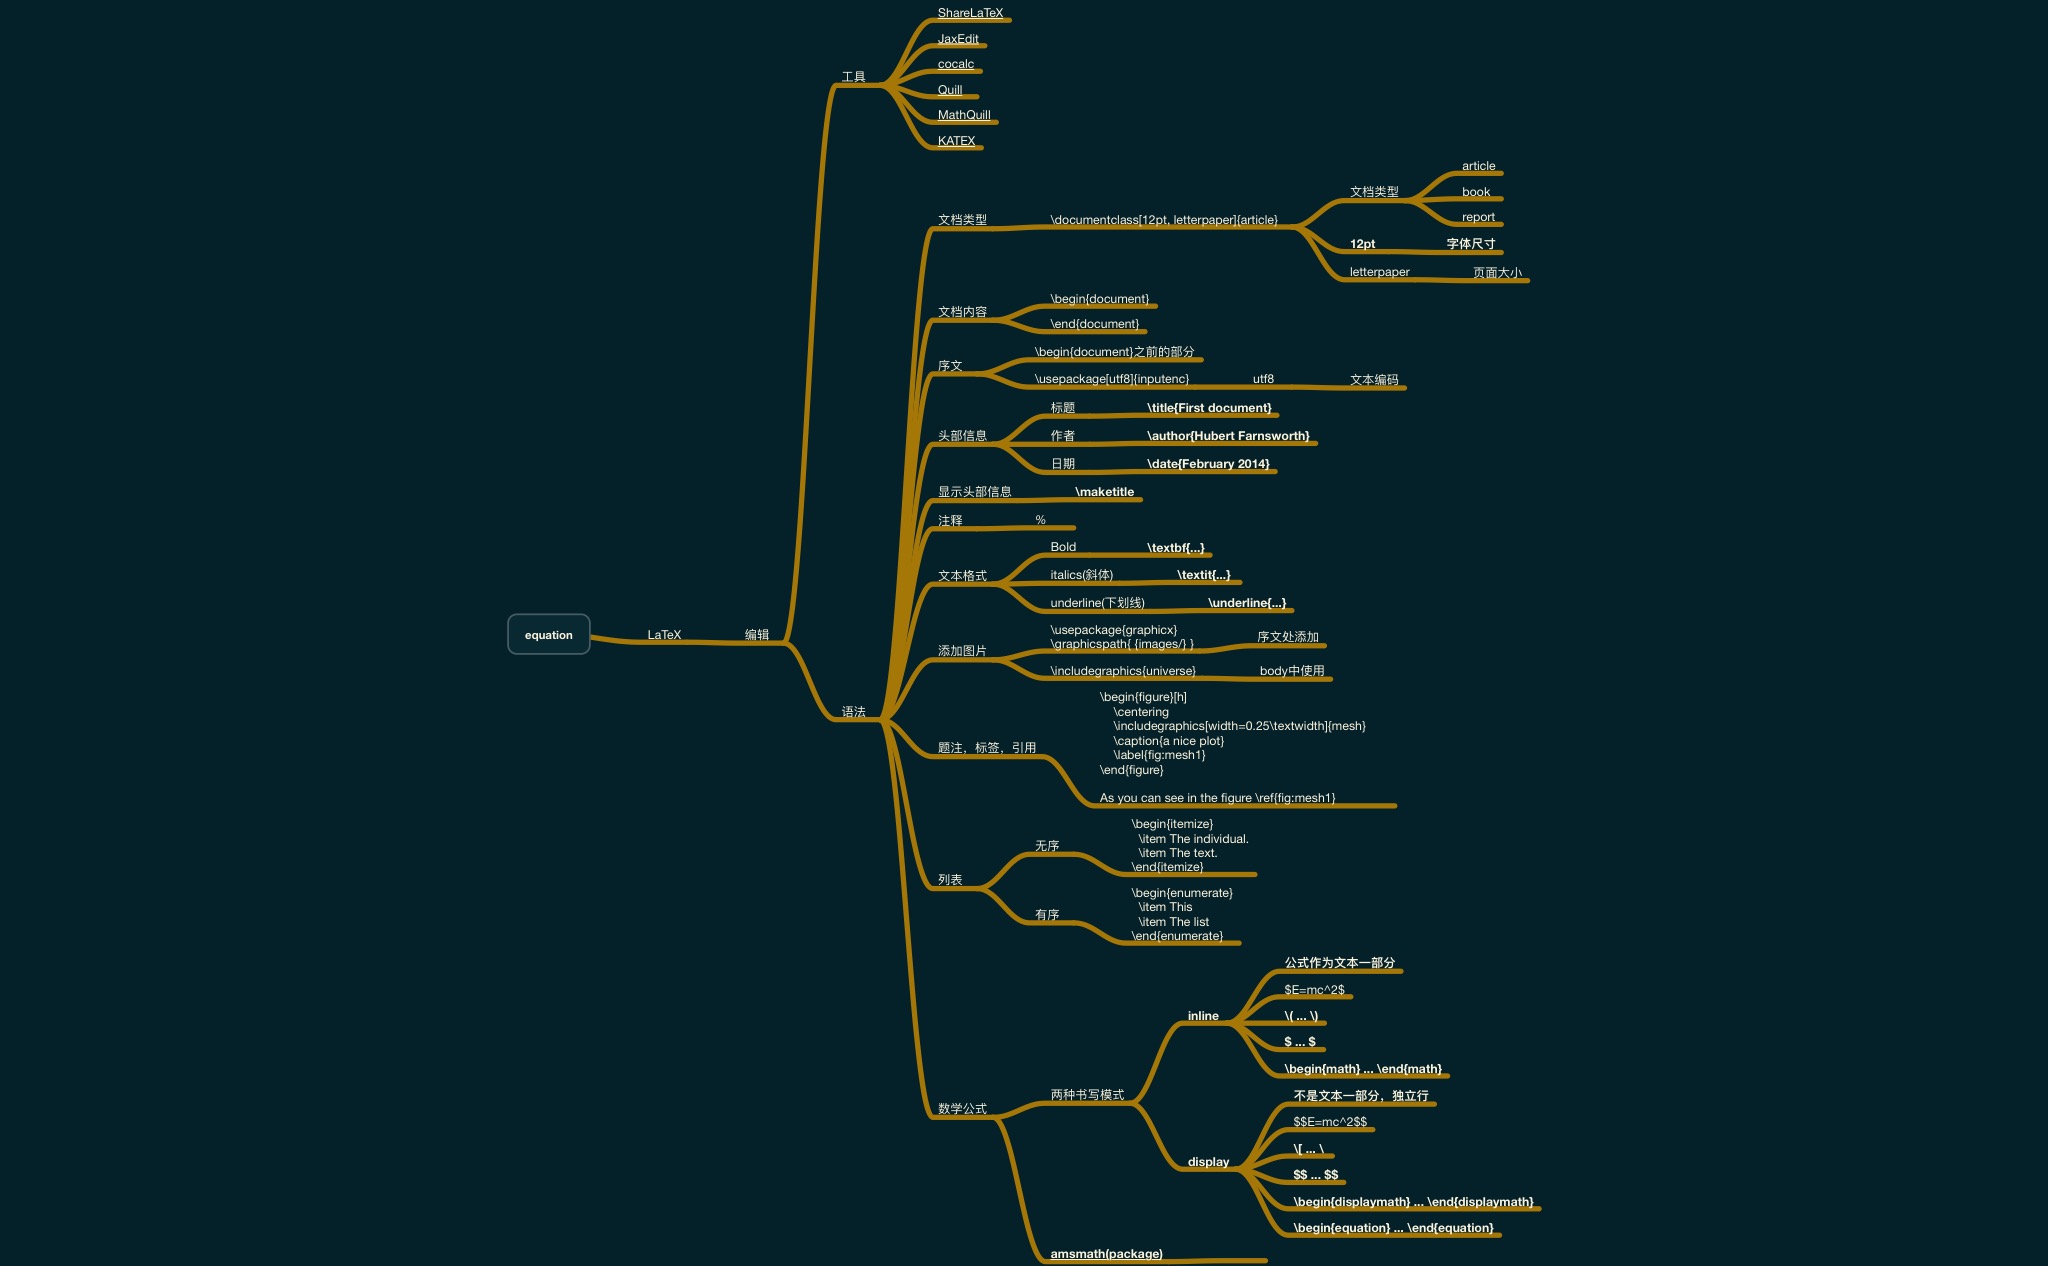 equation
LaTeX
编辑
工具
ShareLaTeX
JaxEdit
cocalc
Quill
MathQuill
KATEX
语法
文档类型
\documentclass[12pt, letterpaper]{article}
文档类型
article
book
report
12pt
字体尺寸
letterpaper
页面大小
文档内容
\begin{document}
\end{document}
序文
\begin{document}之前的部分
\usepackage[utf8]{inputenc}
utf8
文本编码
头部信息
标题
\title{First document}
作者
\author{Hubert Farnsworth}
日期
\date{February 2014}
显示头部信息
\maketitle
注释
%
文本格式
Bold
\textbf{...}
italics(斜体)
\textit{...}
underline(下划线)
\underline{...}
添加图片
\usepackage{graphicx}
\graphicspath{ {images/} }
序文处添加
\includegraphics{universe}
body中使用
题注，标签，引用
\begin{figure}[h]
\centering
\includegraphics[width=0.25\textwidth]{mesh}
\caption{a nice plot}
\label{fig:mesh1}
\end{figure}
As you can see in the figure \ref{fig:mesh1}
列表
无序
\begin{itemize}
\item The individual.
\item The text.
\end{itemize}
有序
\begin{enumerate}
\item This
\item The list
\end{enumerate}
数学公式
两种书写模式
inline
公式作为文本一部分
$E=mc^2$
\( ... \)
$ ... $
\begin{math} ... \end{math}
display
不是文本一部分，独立行
$$E=mc^2$$
\[ ... \
$$ ... $$
\begin{displaymath} ... \end{displaymath}
\begin{equation} ... \end{equation}
amsmath(package)